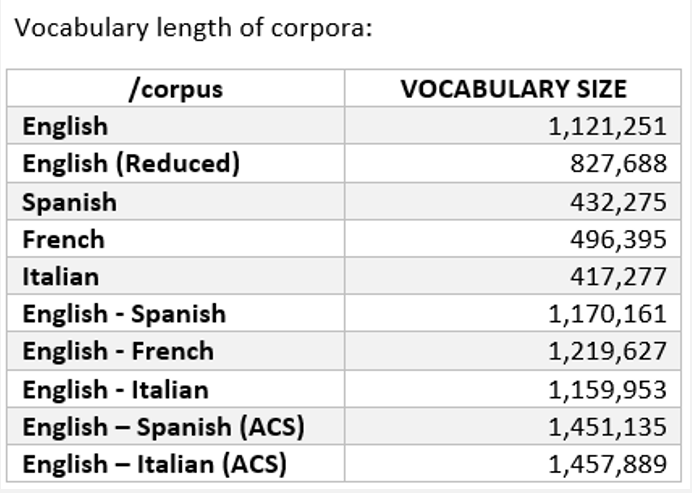 Vocabulary length of corpora:
/corpus VOCABULARY SIZE
English 1,121,251
English (Reduced) 827,688
Spanish 432,275
French 496,395
Italian 417,277
English - Spanish 1,170,161
English - French 1,219,627
English - Italian 1,159,953
English – Spanish (ACS) 1,451,135
English – Italian (ACS) 1,457,889